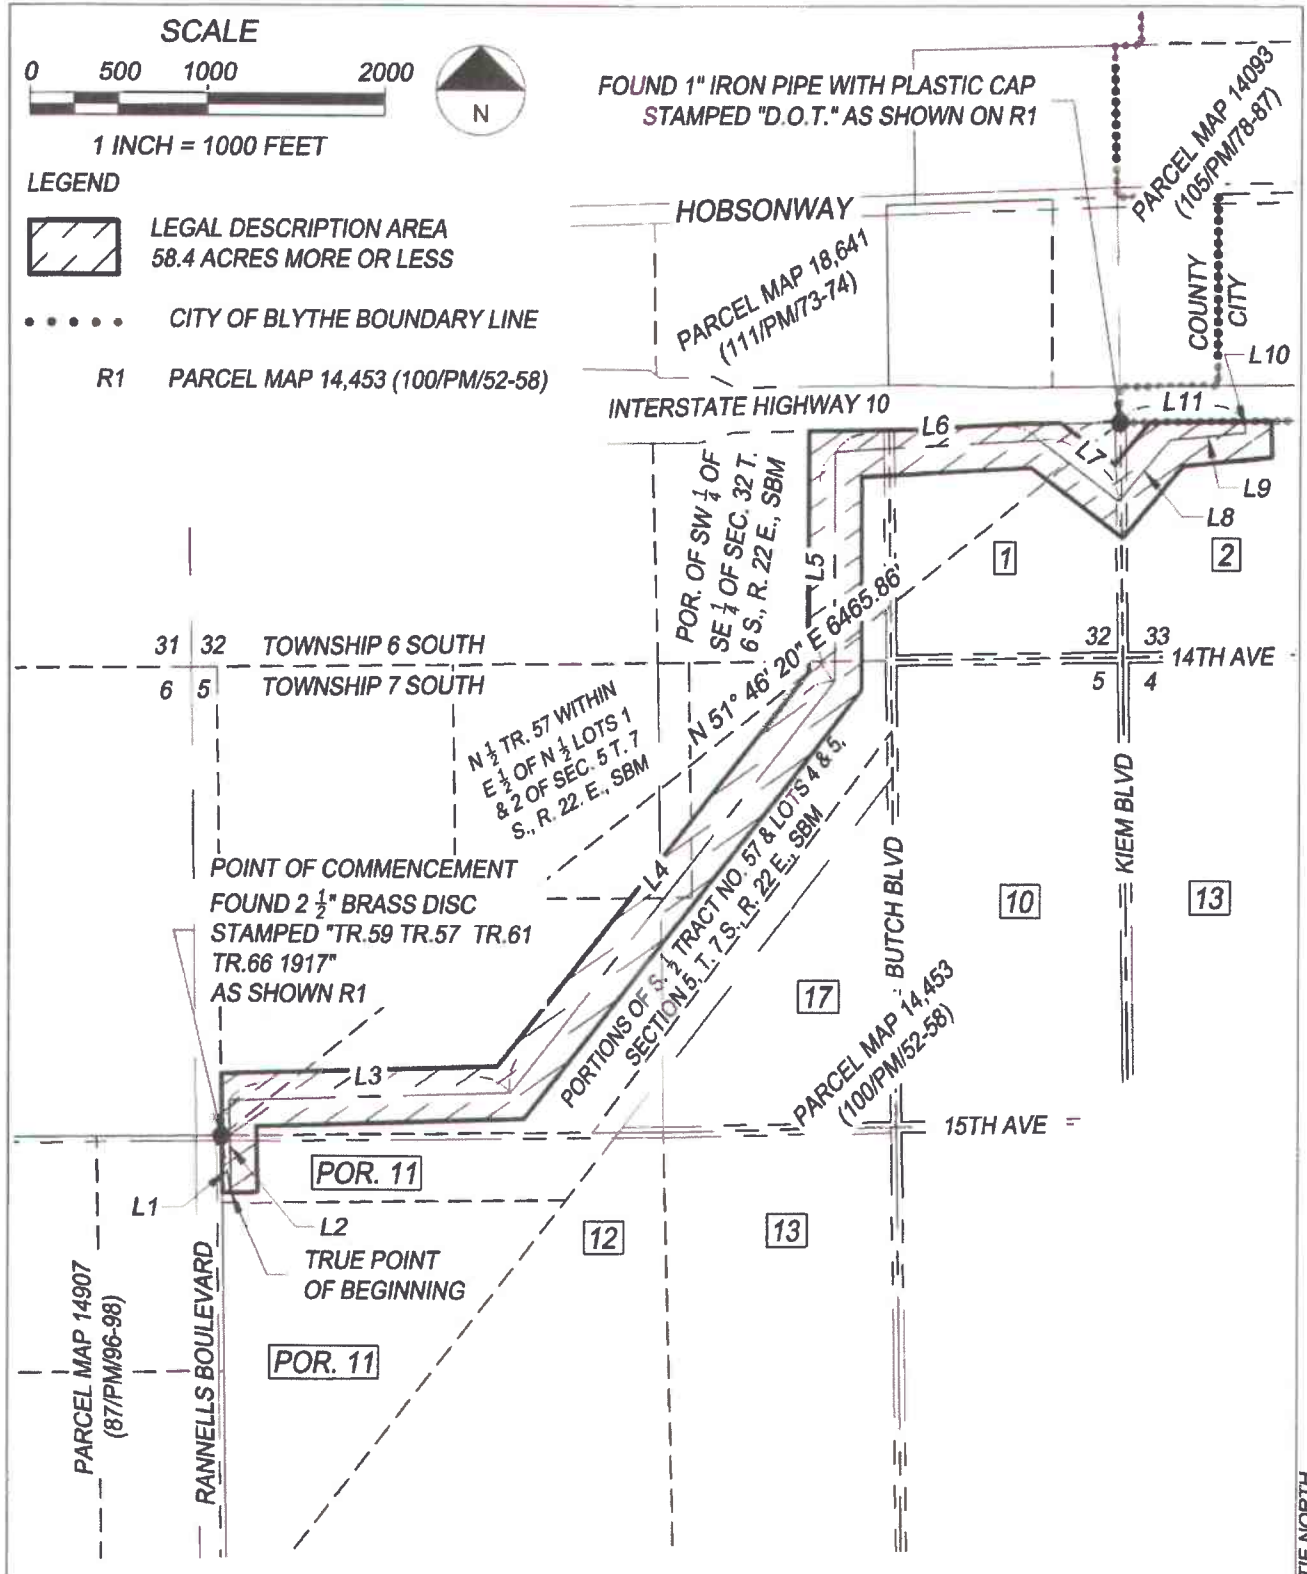 SCALE
0 500 1000 2000
1 INCH = 1000 FEET
N
LEGEND
LEGAL DESCRIPTION AREA
58.4 ACRES MORE OR LESS
CITY OF BLYTHE BOUNDARY LINE
R1 PARCEL MAP 14,453 (100/PM/52-58)
FOUND 1" IRON PIPE WITH PLASTIC CAP
STAMPED "D.O.T." AS SHOWN ON R1
PARCEL MAP 14093
(105/PM/78-87)
HOBSONWAY
PARCEL MAP 18,641
(111/PM/73-74)
COUNTY
CITY
L10
INTERSTATE HIGHWAY 10
L11
L6
L7
L9
L8
POR. OF SW 1/4 OF
SE 1/4 OF SEC. 32 T.
6 S., R. 22 E., SBM
L5
1
2
N 51° 46' 20" E 6465.86'
31 32 TOWNSHIP 6 SOUTH
6 5 TOWNSHIP 7 SOUTH
32 33
5 4
14TH AVE
N 1/2 TR. 57 WITHIN
E 1/2 OF N 1/2 LOTS 1
& 2 OF SEC. 5 T. 7
S., R. 22. E., SBM
POINT OF COMMENCEMENT
FOUND 2 1/2" BRASS DISC
STAMPED "TR.59 TR.57 TR.61
TR.66 1917"
AS SHOWN R1
L4
PORTIONS OF S. 1/2 TRACT NO. 57 & LOTS 4 & 5,
SECTION 5, T. 7 S., R. 22 E., SBM
BUTCH BLVD
KIEM BLVD
10
13
17
PARCEL MAP 14,453
(100/PM/52-58)
L3
15TH AVE
POR. 11
L1
L2
TRUE POINT
OF BEGINNING
12
13
PARCEL MAP 14907
(87/PM/96-98)
RANNELLS BOULEVARD
POR. 11
TIE NORTH